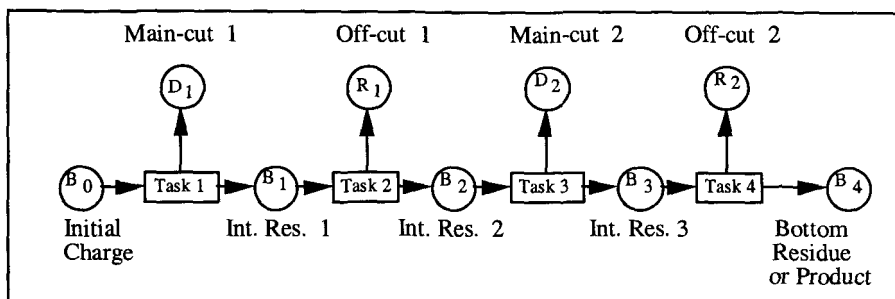 Main-cut 1 Off-cut 1 Main-cut 2 Off-cut 2
D1 R1 D2 R2
B0 Task 1 B1 Task 2 B2 Task 3 B3 Task 4 B4
Initial Int. Res. 1 Int. Res. 2 Int. Res. 3 Bottom
Charge Residue
or Product